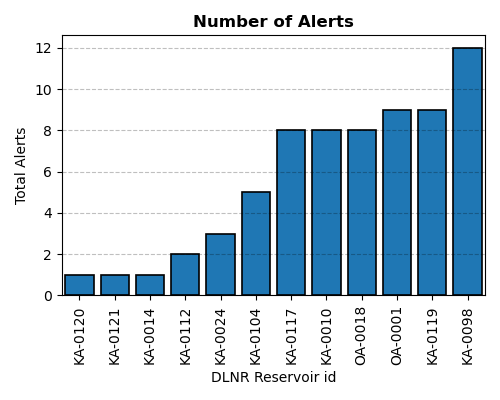 Number of Alerts
12
10
8
6
4
2
0
Total Alerts
KA-0120
KA-0121
KA-0014
KA-0112
KA-0024
KA-0104
KA-0117
KA-0010
OA-0018
OA-0001
KA-0119
KA-0098
DLNR Reservoir id